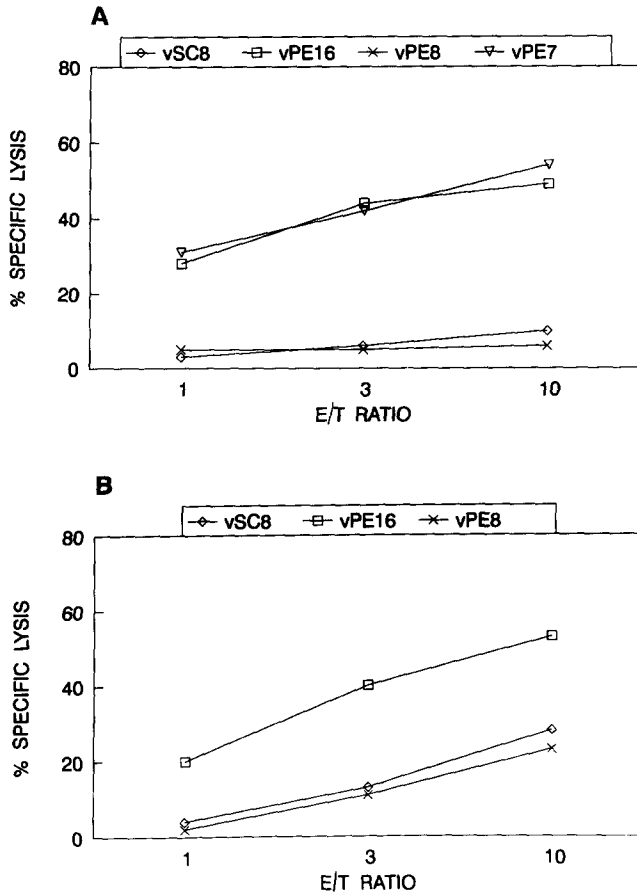 A
vSC8 vPE16 vPE8 vPE7
80
60
40
20
0
% SPECIFIC LYSIS
1 3 10
E/T RATIO
B
vSC8 vPE16 vPE8
80
60
40
20
0
% SPECIFIC LYSIS
1 3 10
E/T RATIO